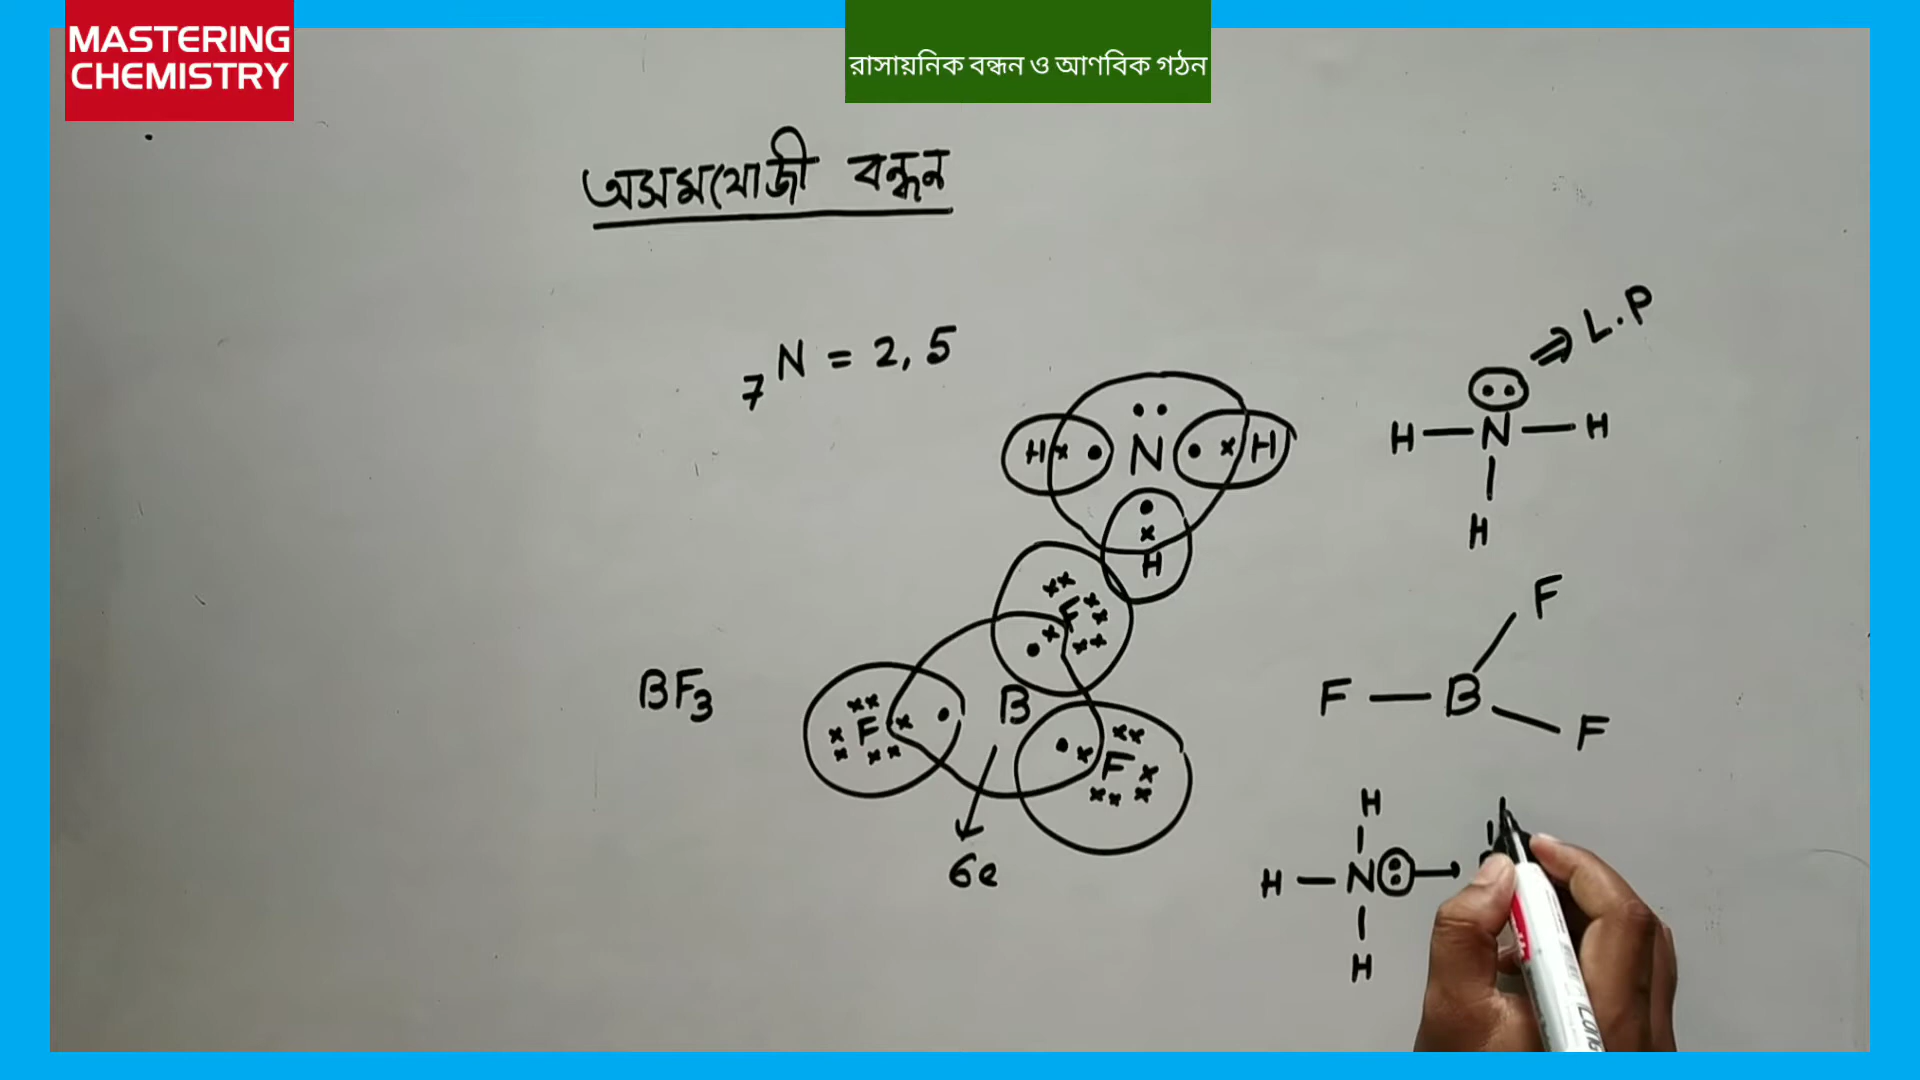 MASTERING
CHEMISTRY
রাসায়নিক বন্ধন ও আণবিক গঠন
অসমযোজী বন্ধন
7N = 2, 5
⇒ L.P
H × • N • × H
H
H — N — H
H
F
F
BF3
F
B
F
F — B
F
6e
H
H — N : →
H